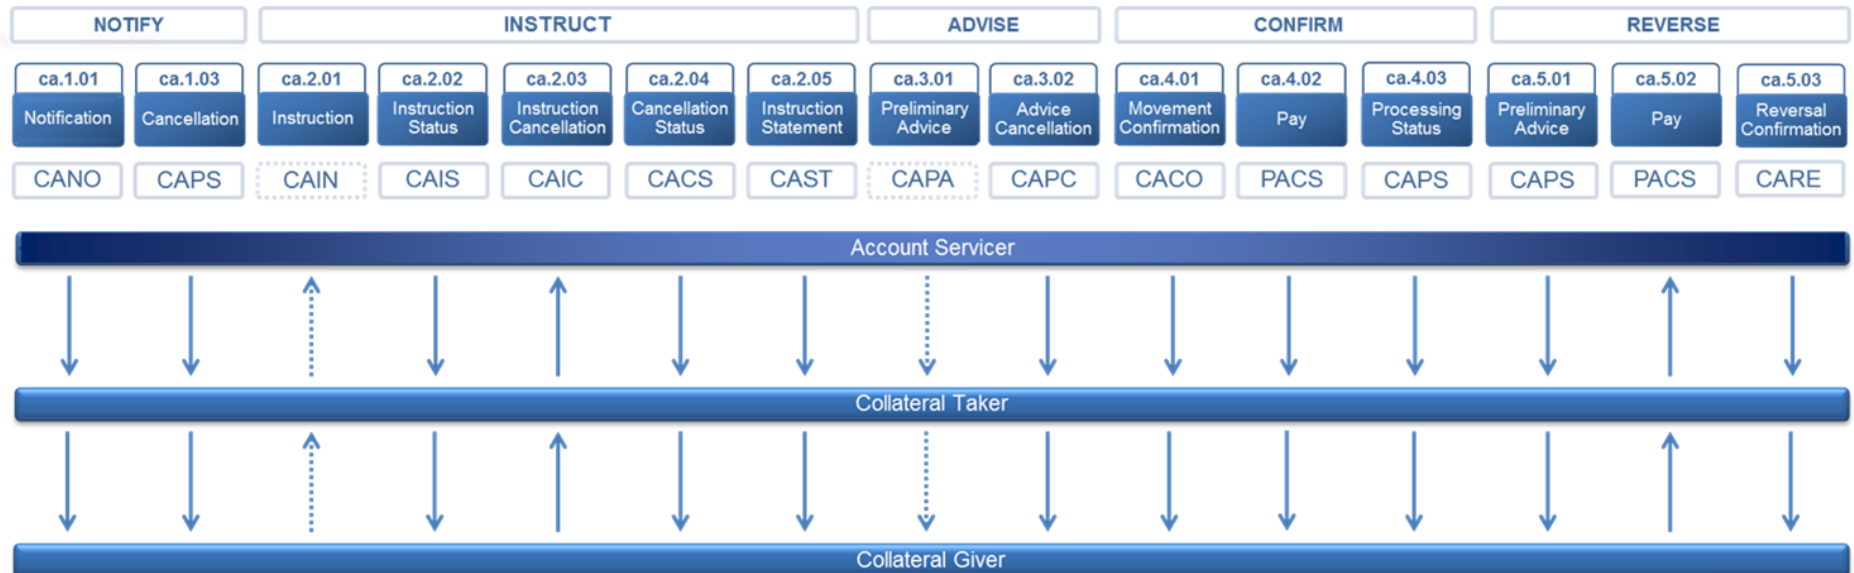 NOTIFY INSTRUCT ADVISE CONFIRM REVERSE
ca.1.01 ca.1.03 ca.2.01 ca.2.02 ca.2.03 ca.2.04 ca.2.05 ca.3.01 ca.3.02 ca.4.01 ca.4.02 ca.4.03 ca.5.01 ca.5.02 ca.5.03
Notification
Cancellation
Instruction
Instruction
Status
Instruction
Cancellation
Cancellation
Status
Instruction
Statement
Preliminary
Advice
Advice
Cancellation
Movement
Confirmation
Pay
Processing
Status
Preliminary
Advice
Pay
Reversal
Confirmation
CANO CAPS CAIN CAIS CAIC CACS CAST CAPA CAPC CACO PACS CAPS CAPS PACS CARE
Account Servicer
Collateral Taker
Collateral Giver